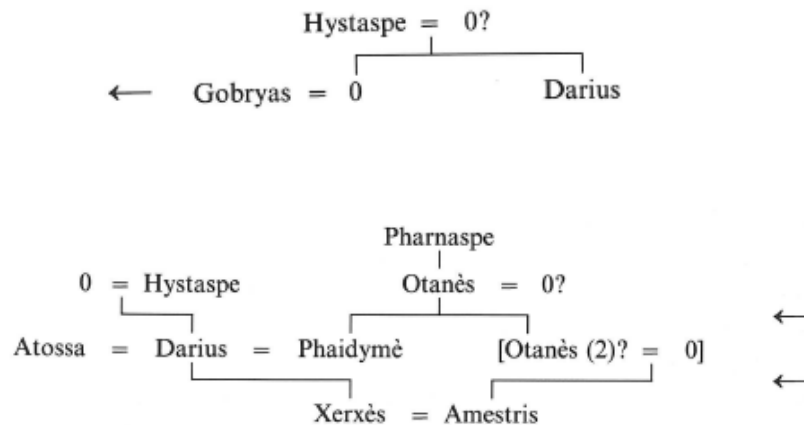 Hystaspe = 0?
← Gobryas = 0 Darius
Pharnaspe
0 = Hystaspe Otanès = 0?
←
Atossa = Darius = Phaidymè [Otanès (2)? = 0]
←
Xerxès = Amestris